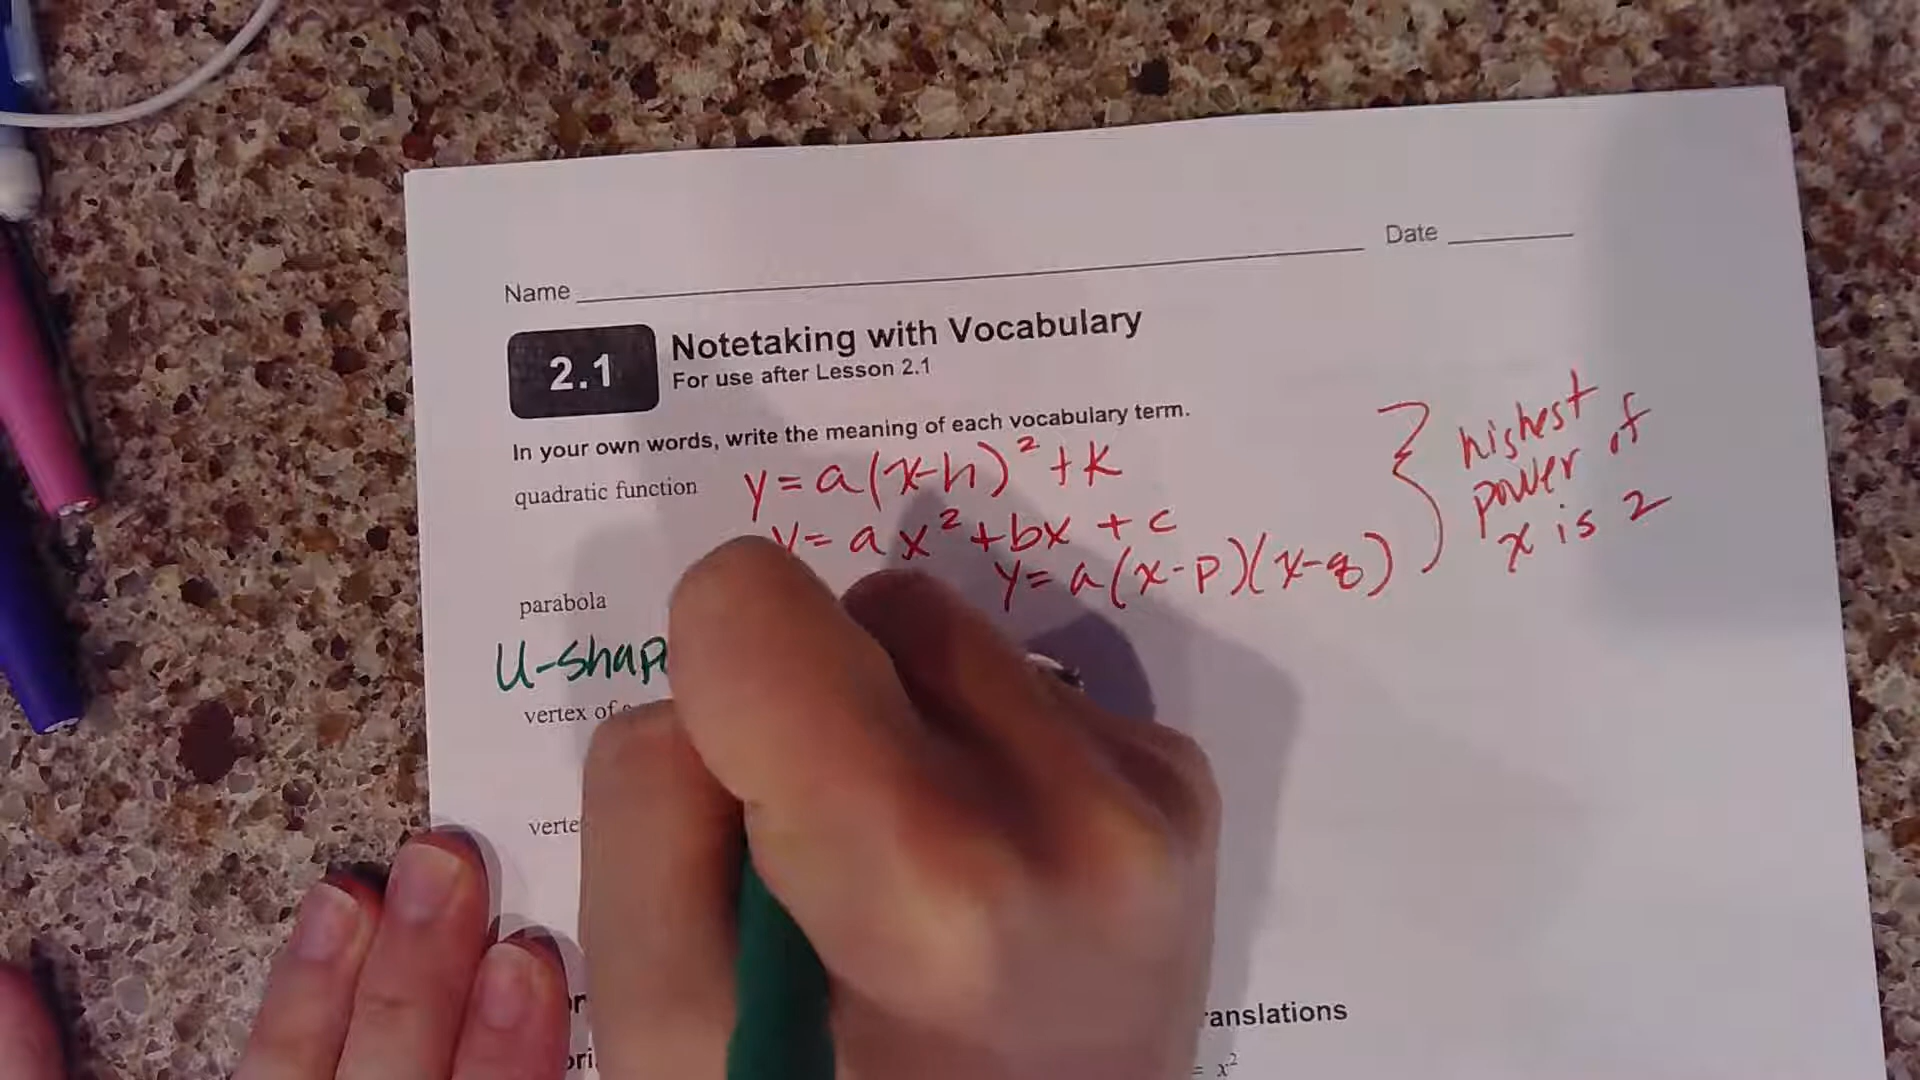 Name Date
2.1 Notetaking with Vocabulary
For use after Lesson 2.1
In your own words, write the meaning of each vocabulary term.
quadratic function y = a(x-h)² + k
y = ax² + bx + c
y = a(x-p)(x-q)
highest
power of
x is 2
parabola
U-shap
vertex of
anslations
= x²